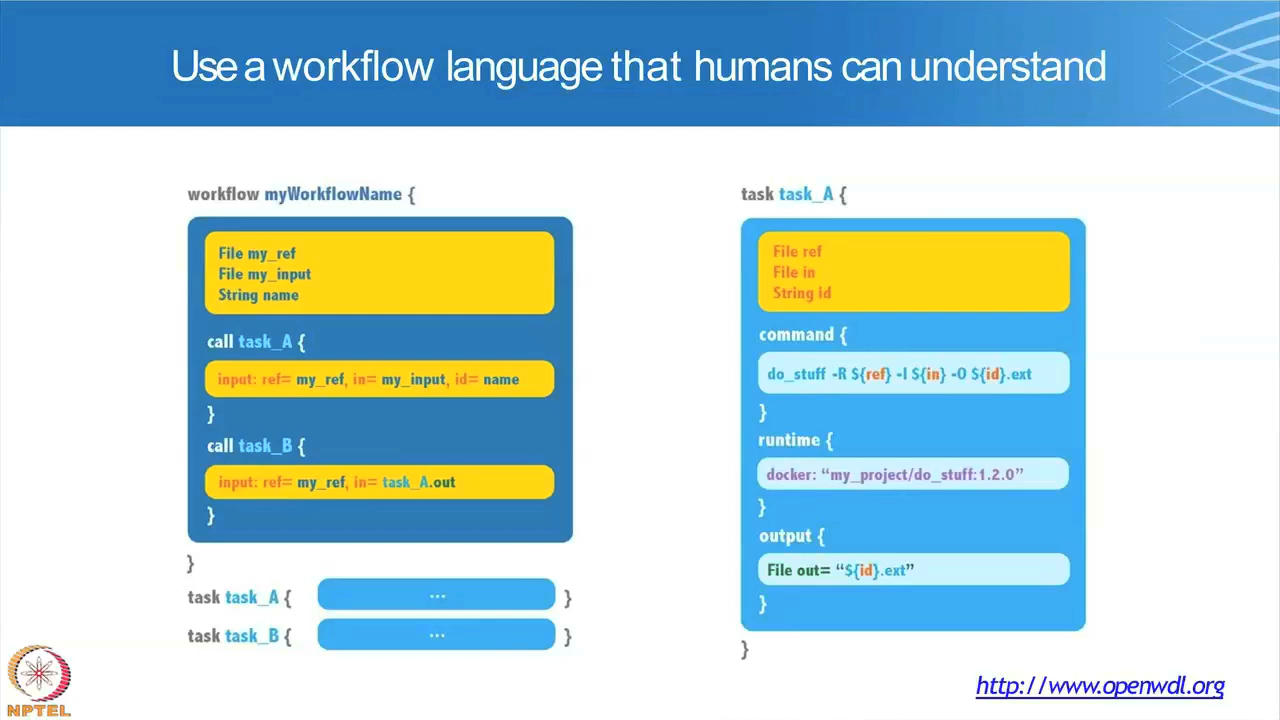 Use a workflow language that humans can understand
workflow myWorkflowName {
File my_ref
File my_input
String name
call task_A {
input: ref= my_ref, in= my_input, id= name
}
call task_B {
input: ref= my_ref, in= task_A.out
}
}
task task_A { ... }
task task_B { ... }
task task_A {
File ref
File in
String id
command {
do_stuff -R ${ref} -I ${in} -O ${id}.ext
}
runtime {
docker: “my_project/do_stuff:1.2.0”
}
output {
File out= “${id}.ext”
}
}
http://www.openwdl.org
NPTEL